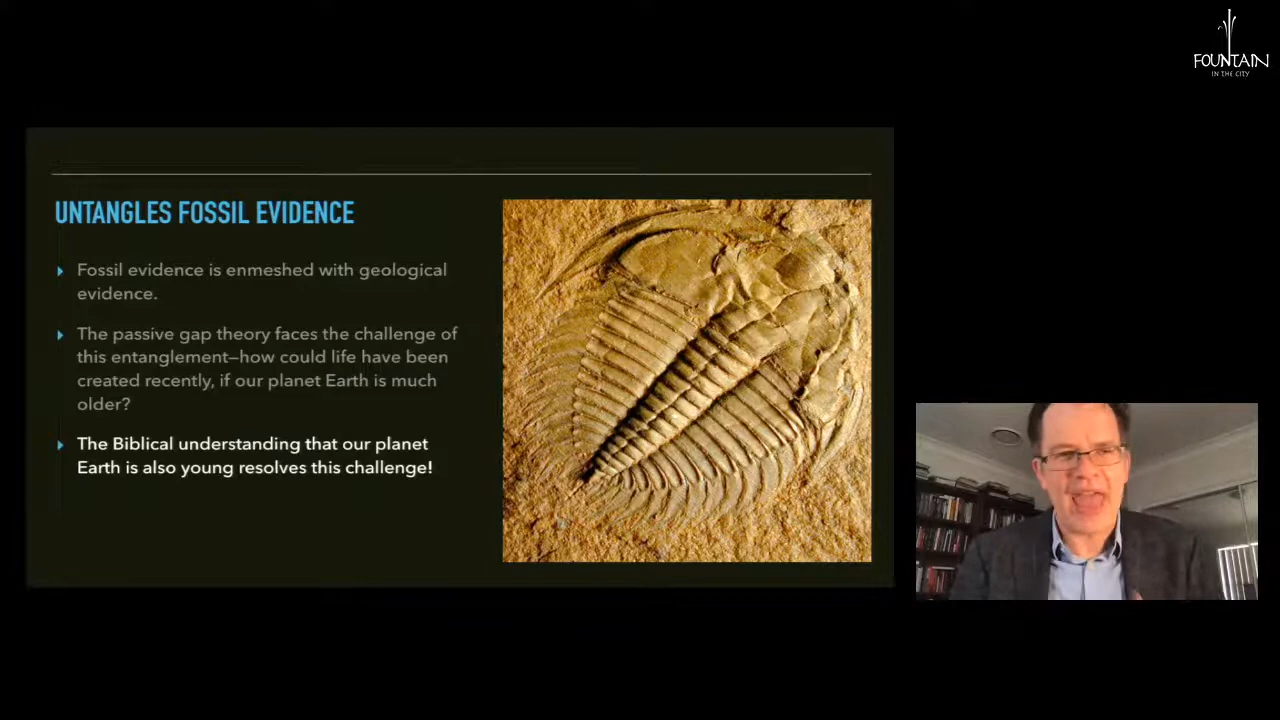 FOUNTAIN
IN THE CITY
UNTANGLES FOSSIL EVIDENCE
Fossil evidence is enmeshed with geological
evidence.
The passive gap theory faces the challenge of
this entanglement—how could life have been
created recently, if our planet Earth is much
older?
The Biblical understanding that our planet
Earth is also young resolves this challenge!